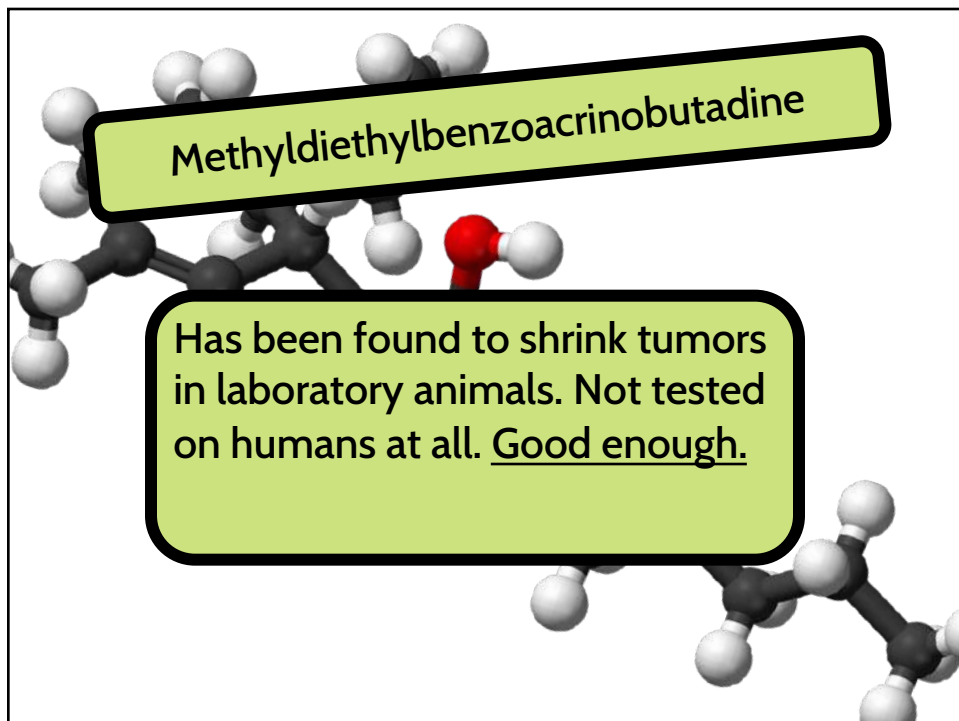 Methyldiethylbenzoacrinobutadine
Has been found to shrink tumors
in laboratory animals. Not tested
on humans at all. Good enough.